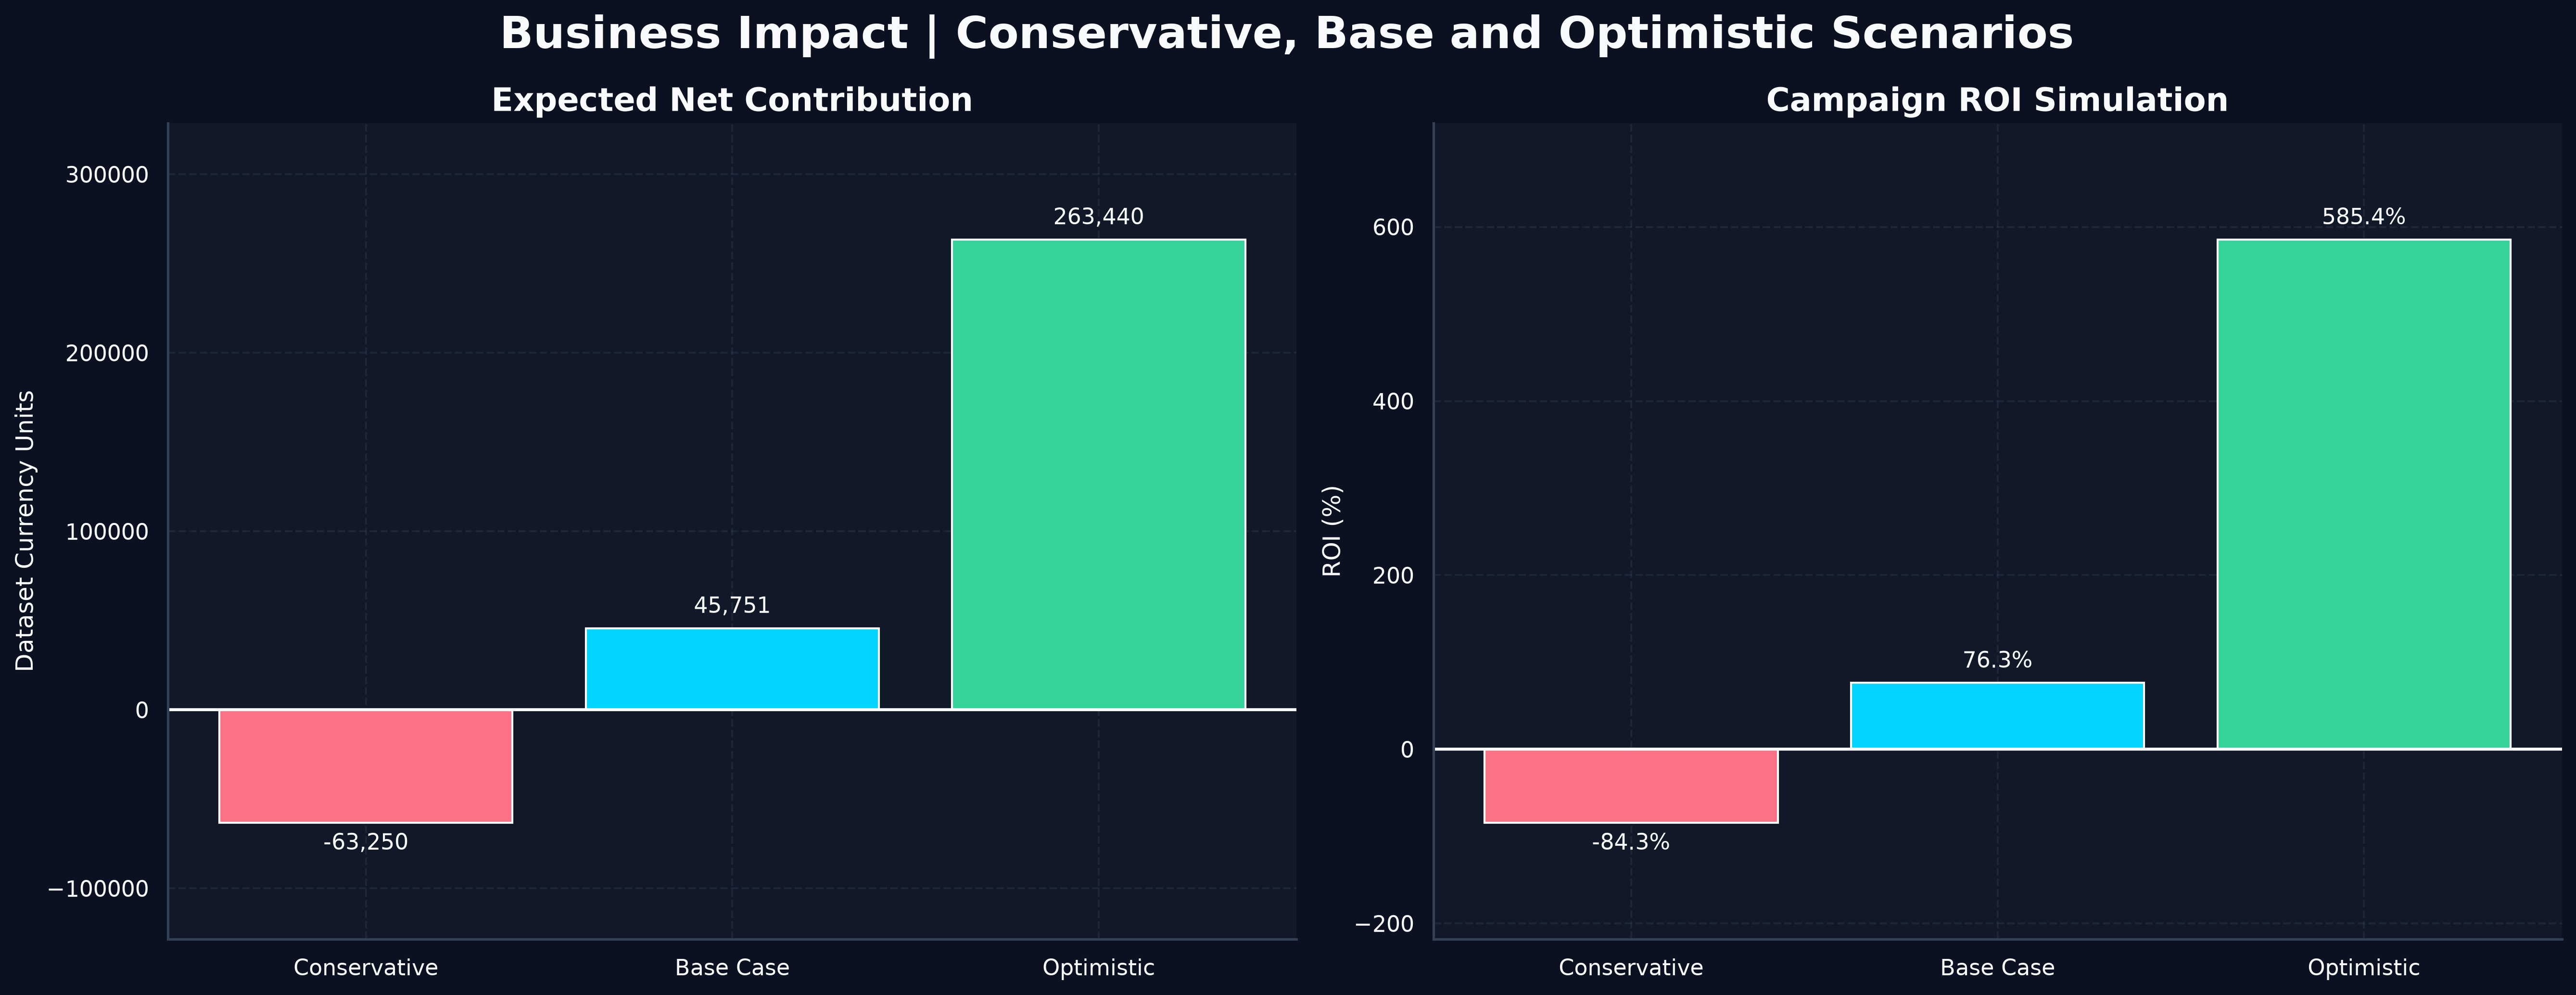 Business Impact | Conservative, Base and Optimistic Scenarios
Expected Net Contribution
Dataset Currency Units
300000
200000
100000
0
−100000
263,440
45,751
-63,250
Conservative
Base Case
Optimistic
Campaign ROI Simulation
ROI (%)
600
400
200
0
−200
585.4%
76.3%
-84.3%
Conservative
Base Case
Optimistic